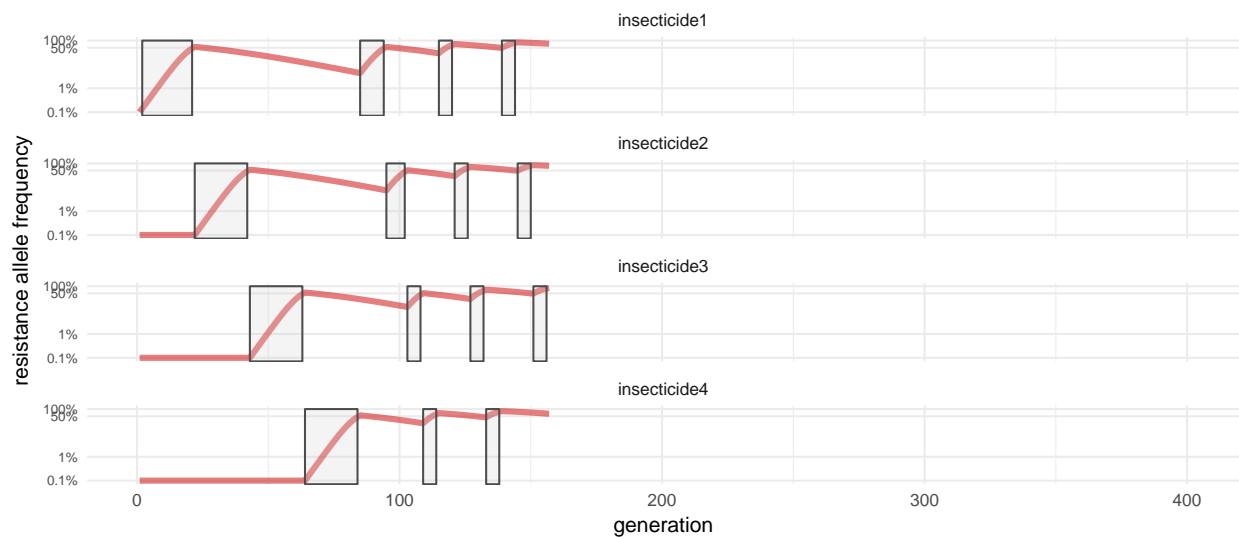 insecticide1
100%
50%
1%
0.1%
insecticide2
100%
50%
1%
0.1%
insecticide3
100%
50%
1%
0.1%
insecticide4
100%
50%
1%
0.1%
resistance allele frequency
0 100 200 300 400
generation